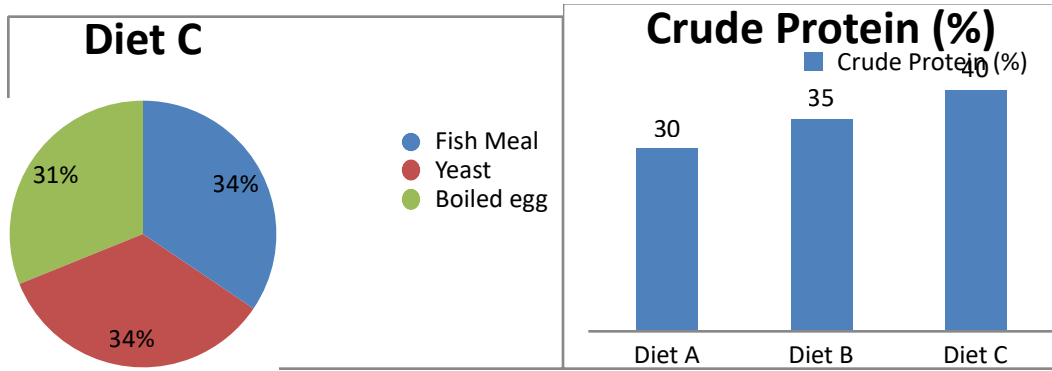 Diet C
31%
34%
34%
Fish Meal
Yeast
Boiled egg
Crude Protein (%)
Crude Protein (%)
40
35
30
Diet A
Diet B
Diet C